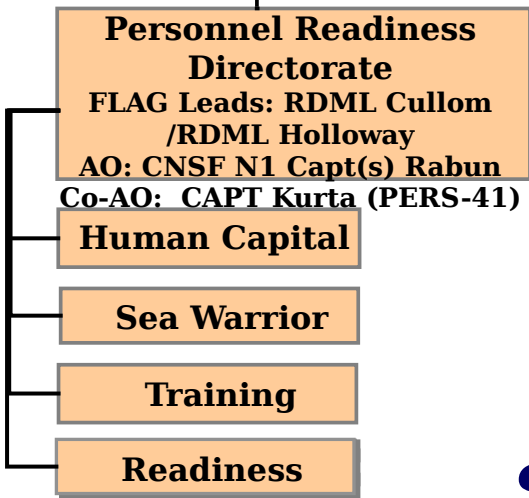 Personnel Readiness
Directorate
FLAG Leads: RDML Cullom
/RDML Holloway
AO: CNSF N1 Capt(s) Rabun
Co-AO: CAPT Kurta (PERS-41)
Human Capital
Sea Warrior
Training
Readiness